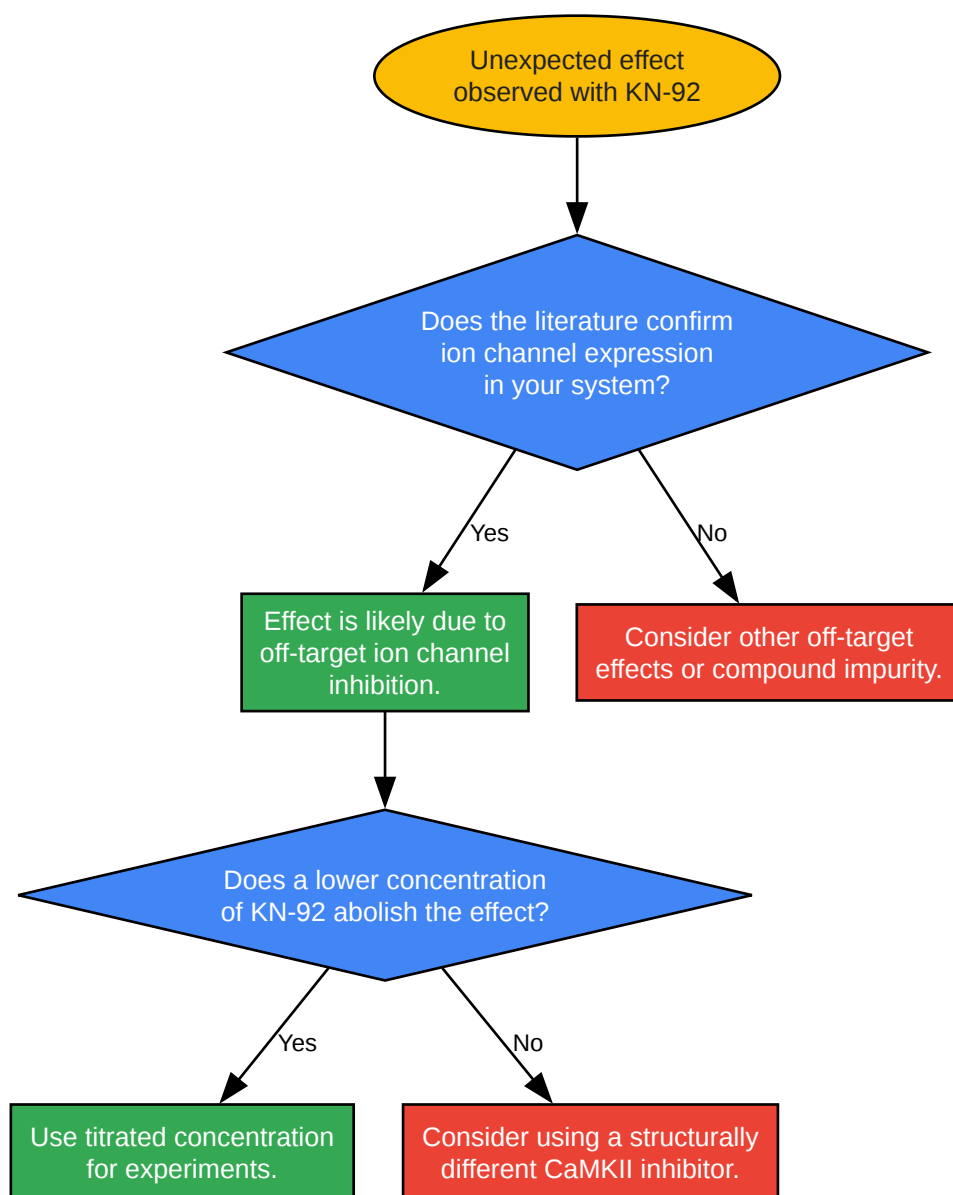 Unexpected effect
observed with KN-92
Does the literature confirm
ion channel expression
in your system?
Yes
No
Effect is likely due to
off-target ion channel
inhibition.
Consider other off-target
effects or compound impurity.
Does a lower concentration
of KN-92 abolish the effect?
Yes
No
Use titrated concentration
for experiments.
Consider using a structurally
different CaMKII inhibitor.